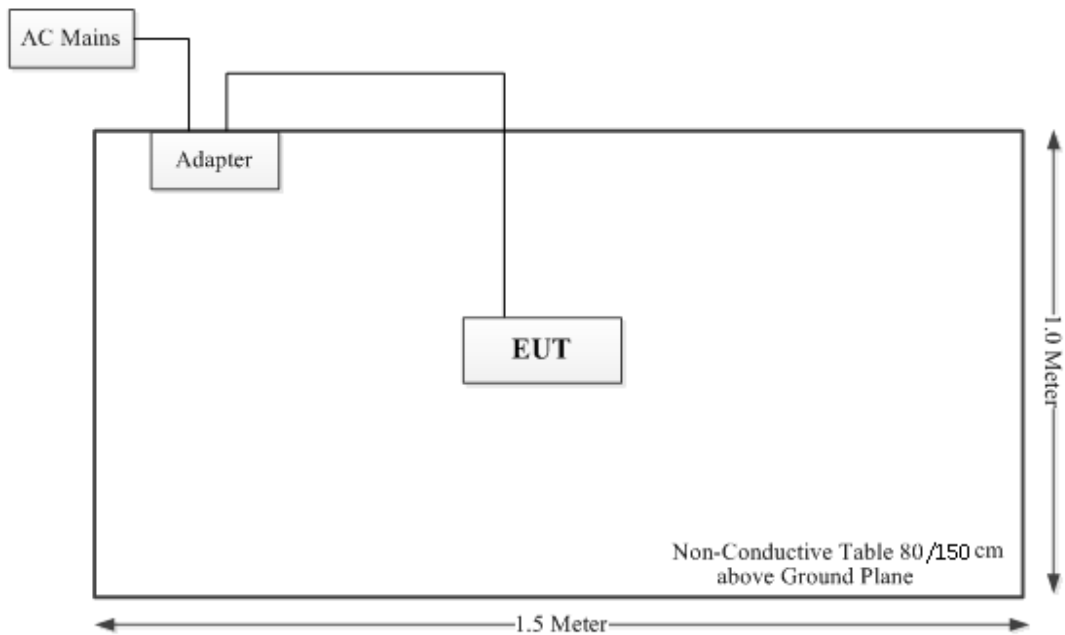 AC Mains
Adapter
EUT
1.0 Meter
Non-Conductive Table 80/150 cm
above Ground Plane
1.5 Meter